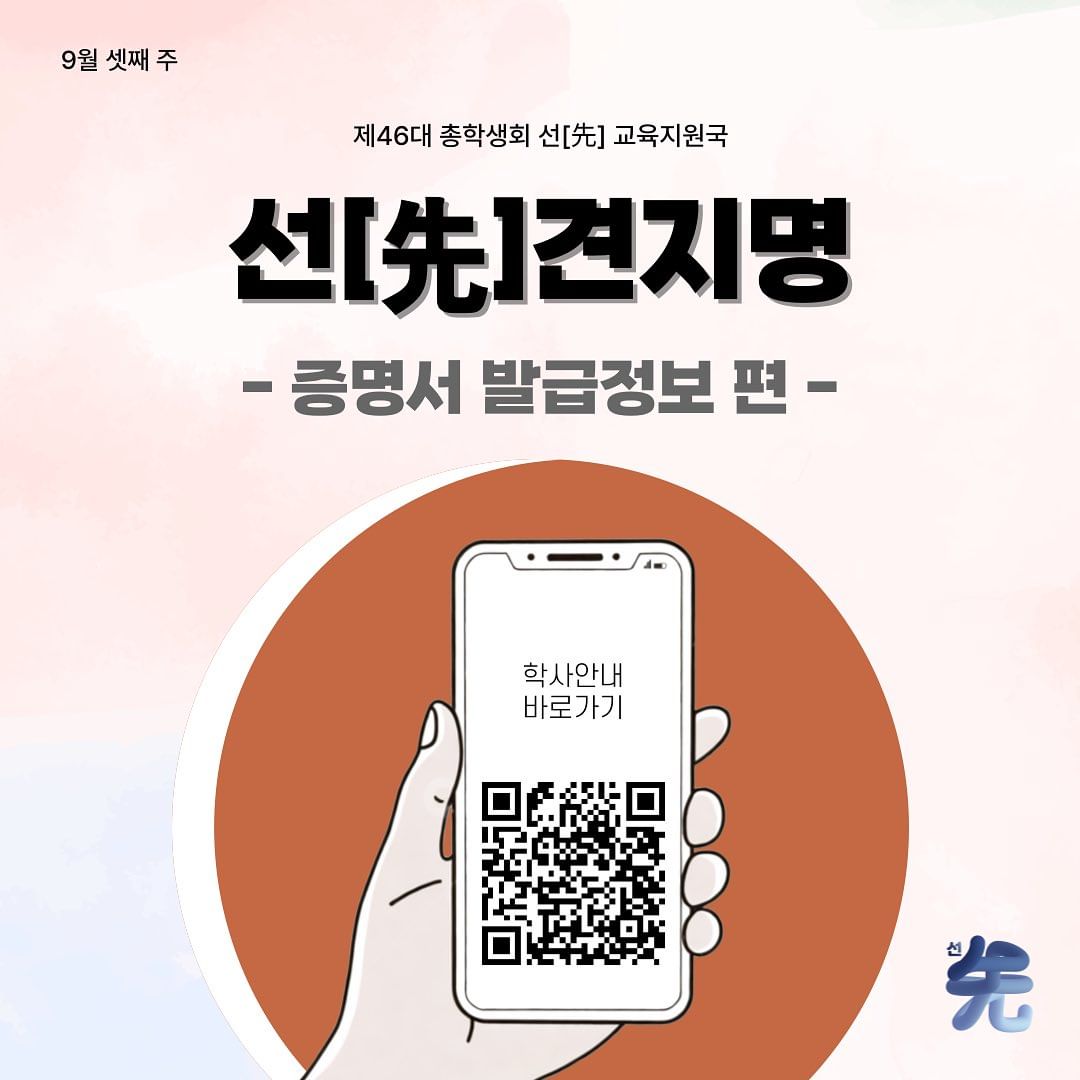 9월 셋째 주
제46대 총학생회 선[先] 교육지원국
선[先]견지명
- 증명서 발급정보 편 -
학사안내
바로가기
선
先